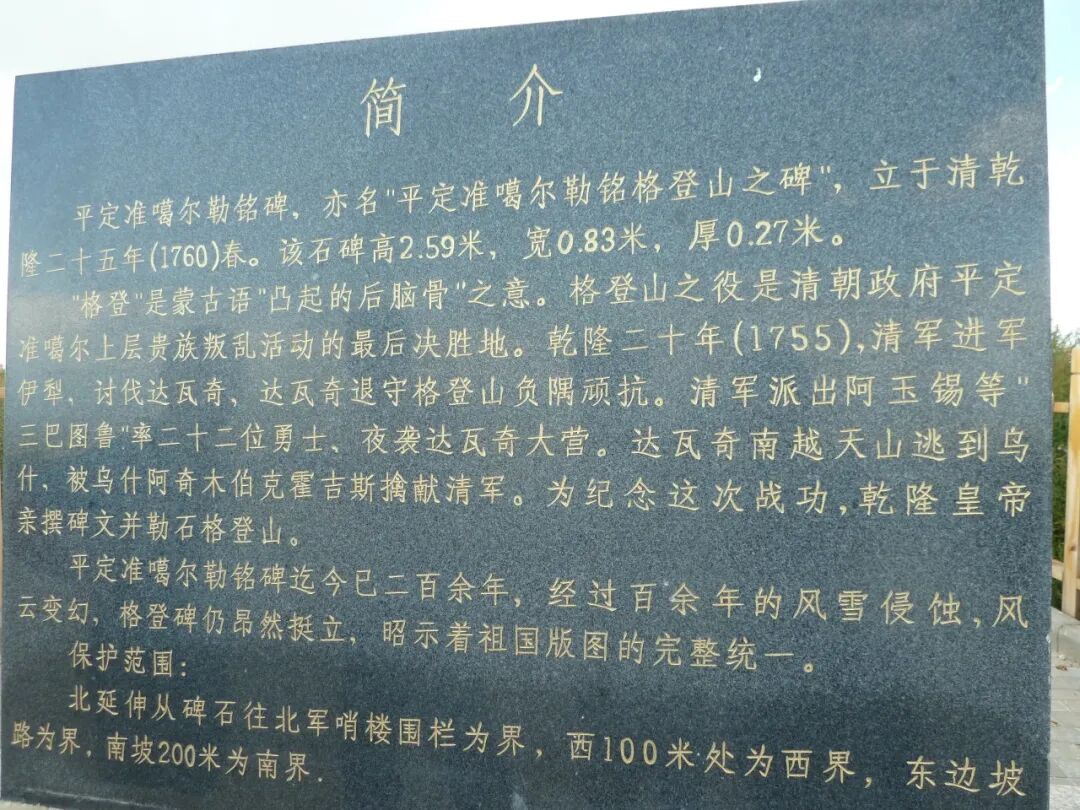 简 介
平定准噶尔勒铭碑，亦名"平定准噶尔勒铭格登山之碑"，立于清乾
隆二十五年(1760)春。该石碑高2.59米，宽0.83米，厚0.27米。
"格登"是蒙古语"凸起的后脑骨"之意。格登山之役是清朝政府平定
准噶尔上层贵族叛乱活动的最后决胜地。乾隆二十年(1755),清军进军
伊犁，讨伐达瓦奇、达瓦奇退守格登山负隅顽抗。清军派出阿玉锡等"
三巴图鲁"率二十二位勇士、夜袭达瓦奇大营。达瓦奇南越天山逃到乌
什，被乌什阿奇木伯克霍吉斯擒献清军。为纪念这次战功,乾隆皇帝
亲撰碑文并勒石格登山。
平定准噶尔勒铭碑迄今已二百余年，经过百余年的风雪侵蚀,风
云变幻，格登碑仍昂然挺立，昭示着祖国版图的完整统一。
保护范围：
北延伸从碑石往北军哨楼围栏为界，西100米处为西界，东边坡
路为界，南坡200米为南界.